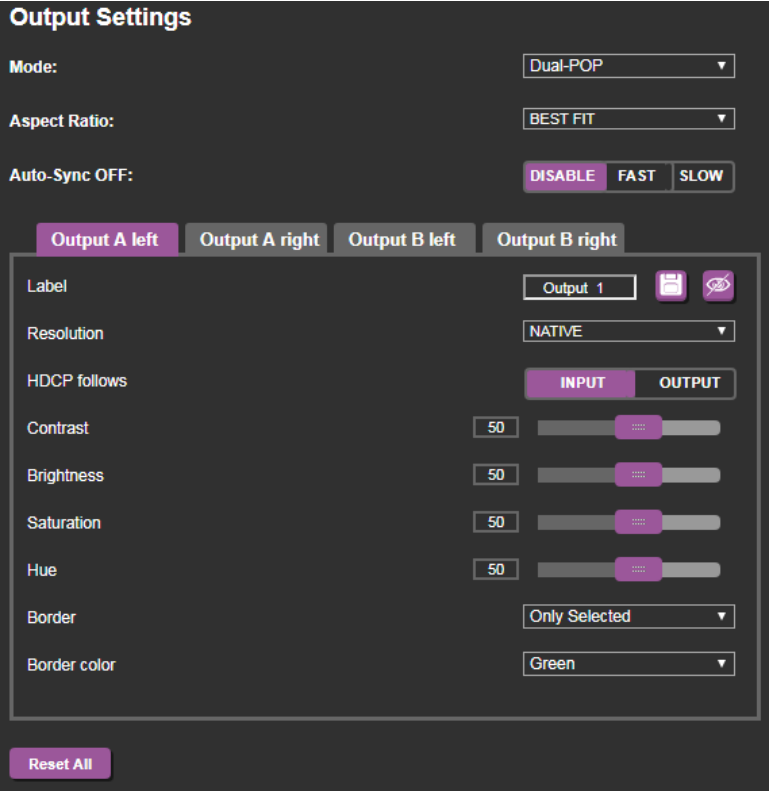 Output Settings
Mode: Dual-POP
Aspect Ratio: BEST FIT
Auto-Sync OFF: DISABLE FAST SLOW
Output A left Output A right Output B left Output B right
Label Output 1
Resolution NATIVE
HDCP follows INPUT OUTPUT
Contrast 50
Brightness 50
Saturation 50
Hue 50
Border Only Selected
Border color Green
Reset All